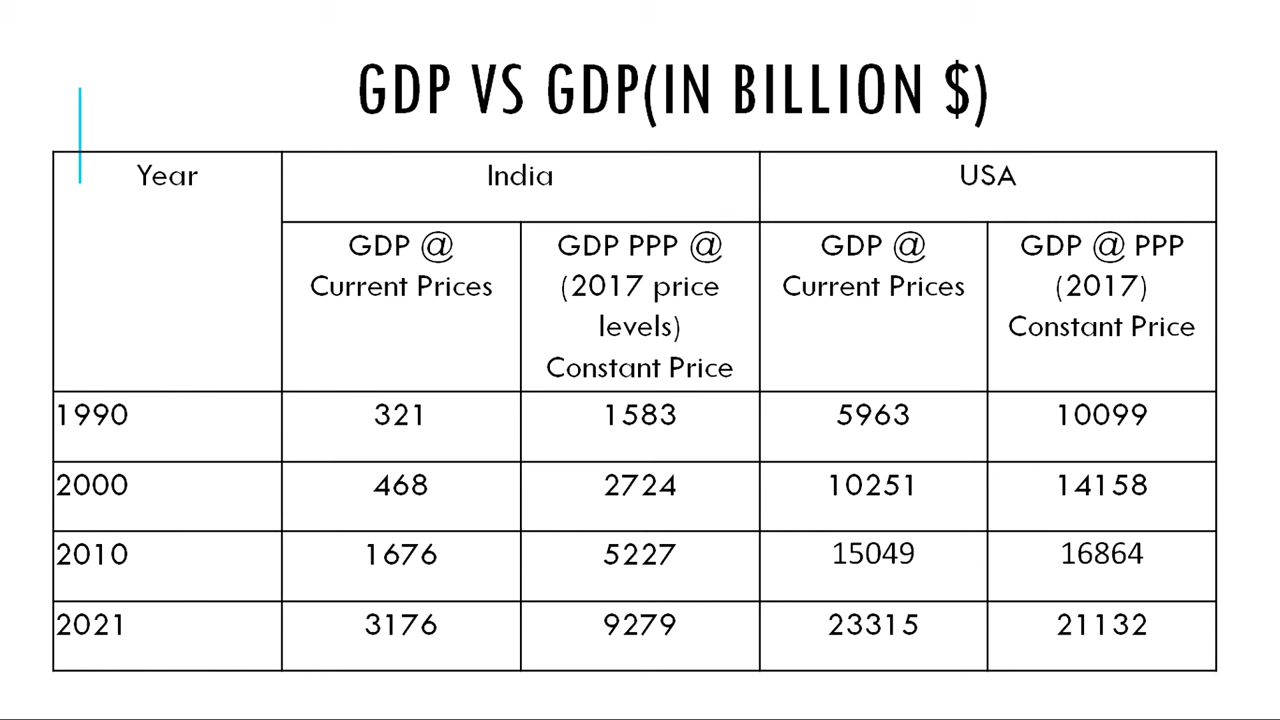 GDP VS GDP(IN BILLION $)
Year India USA
GDP @ GDP PPP @ GDP @ GDP @ PPP
Current Prices (2017 price Current Prices (2017)
levels) Constant Price
Constant Price
1990 321 1583 5963 10099
2000 468 2724 10251 14158
2010 1676 5227 15049 16864
2021 3176 9279 23315 21132